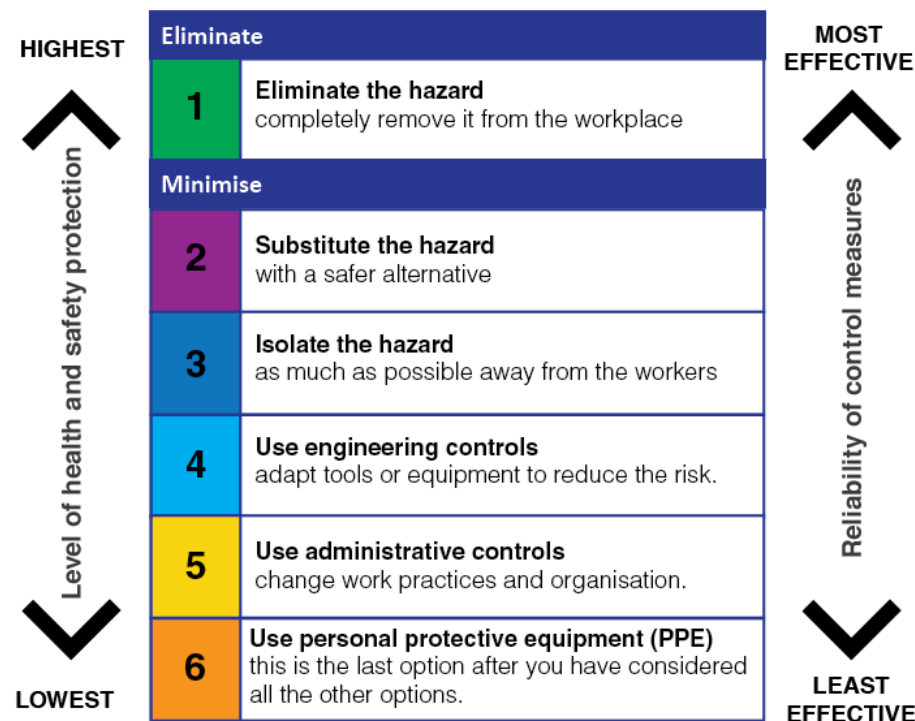 HIGHEST
Level of health and safety protection
LOWEST
Eliminate
1
Eliminate the hazard
completely remove it from the workplace
Minimise
2
Substitute the hazard
with a safer alternative
3
Isolate the hazard
as much as possible away from the workers
4
Use engineering controls
adapt tools or equipment to reduce the risk.
5
Use administrative controls
change work practices and organisation.
6
Use personal protective equipment (PPE)
this is the last option after you have considered
all the other options.
MOST
EFFECTIVE
Reliability of control measures
LEAST
EFFECTIVE